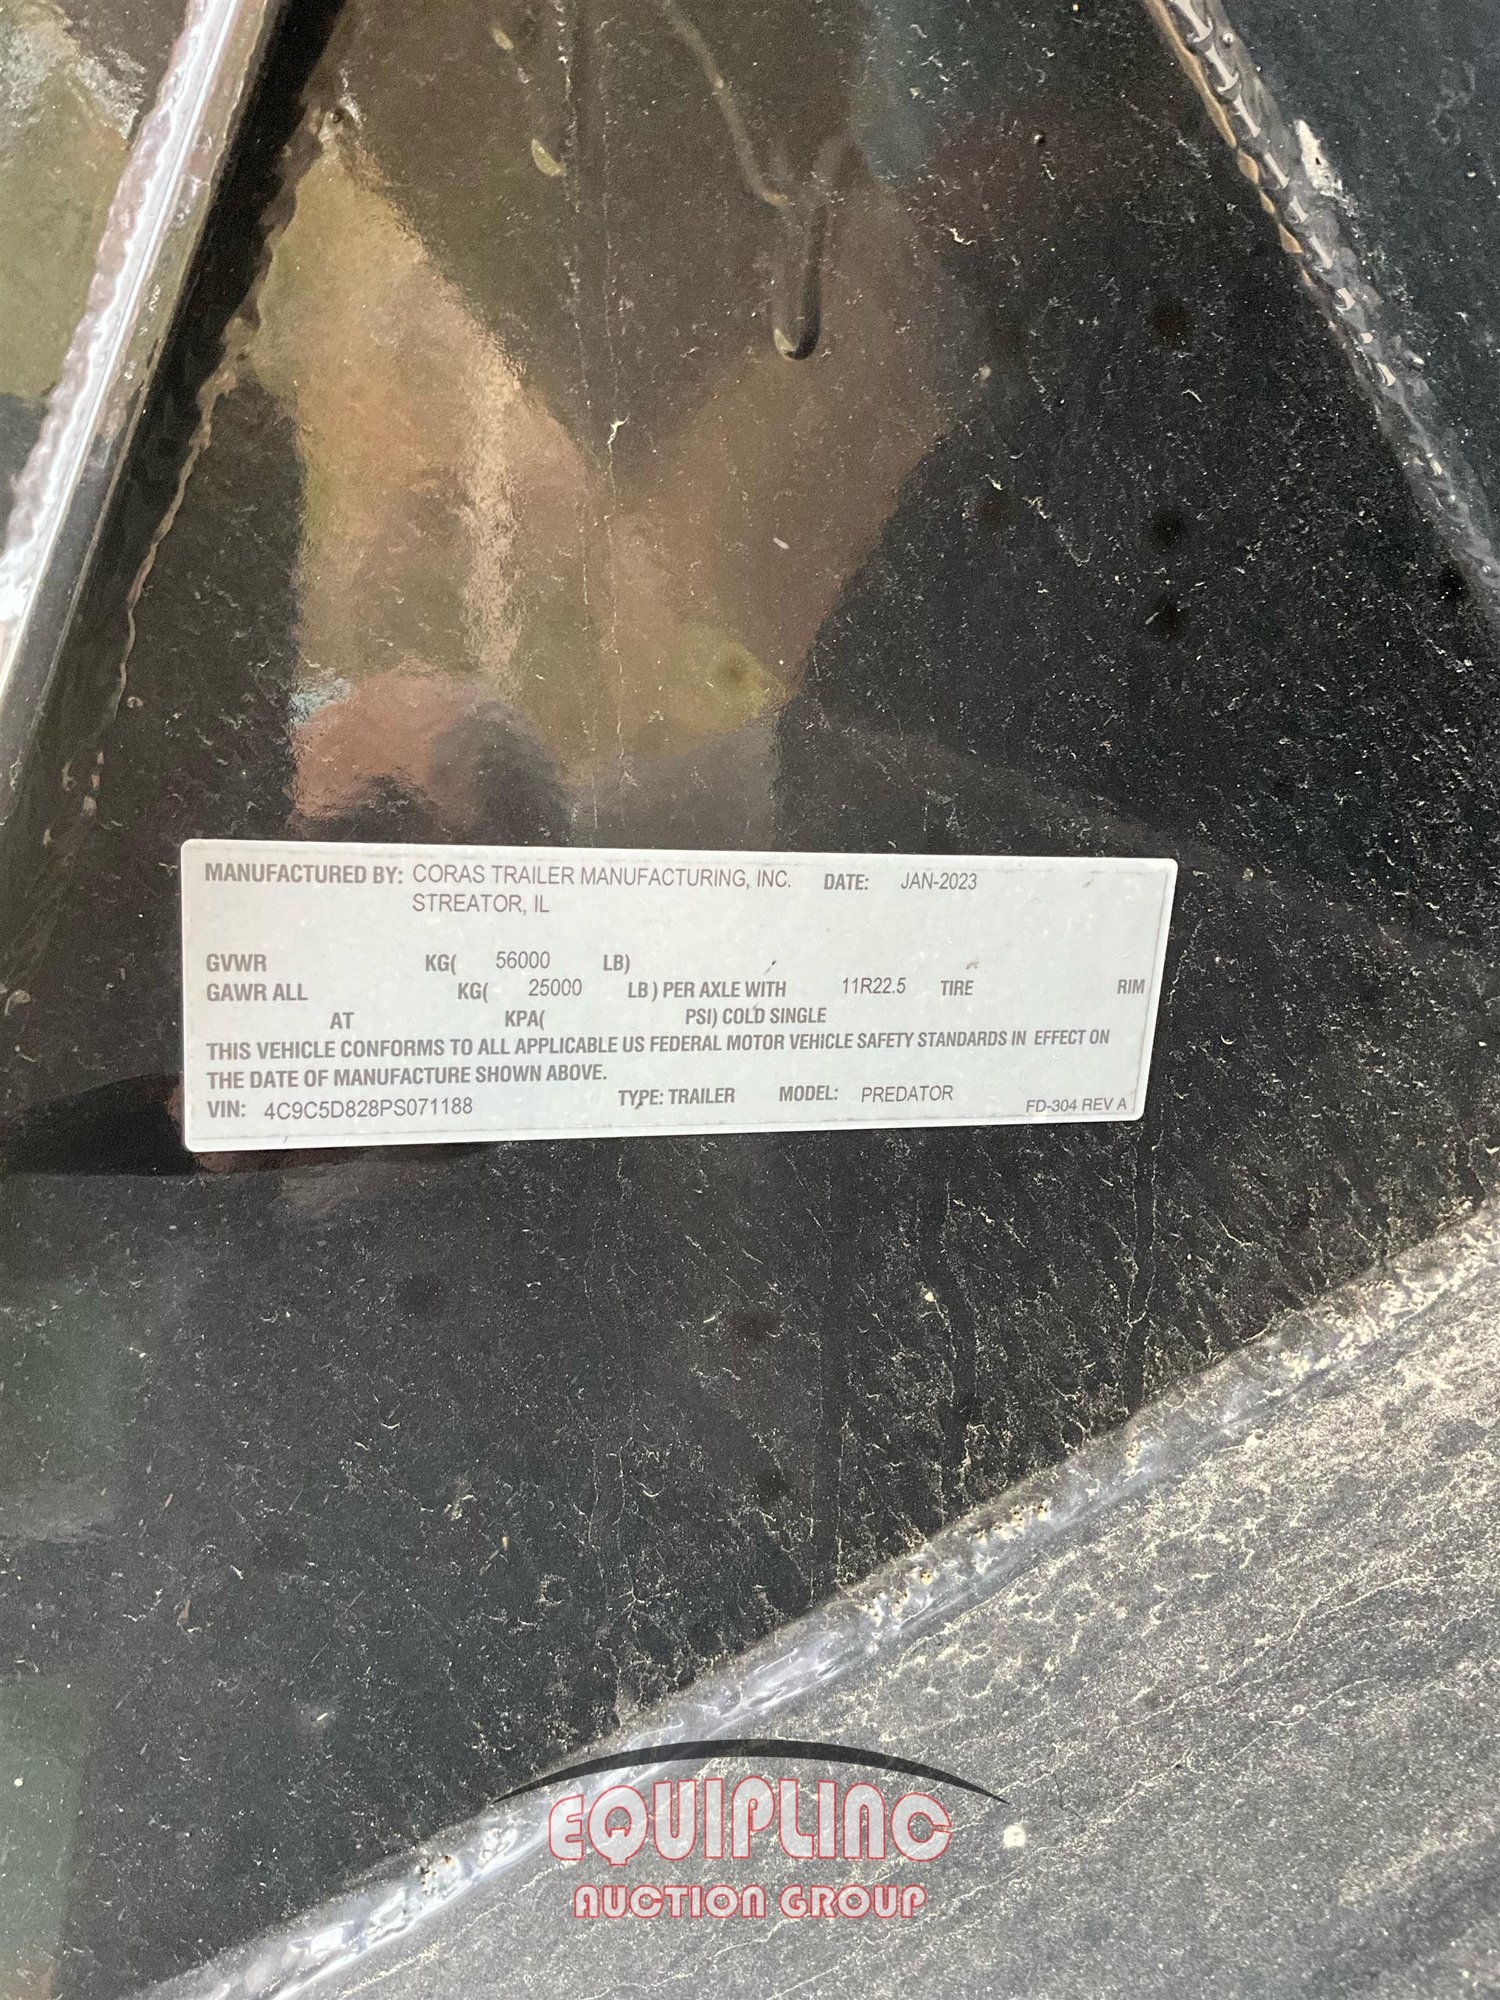 MANUFACTURED BY: CORAS TRAILER MANUFACTURING, INC. DATE: JAN-2023
STREATOR, IL
GVWR KG( 56000 LB)
GAWR ALL KG( 25000 LB) PER AXLE WITH 11R22.5 TIRE RIM
AT KPA( PSI) COLD SINGLE
THIS VEHICLE CONFORMS TO ALL APPLICABLE US FEDERAL MOTOR VEHICLE SAFETY STANDARDS IN EFFECT ON
THE DATE OF MANUFACTURE SHOWN ABOVE.
VIN: 4C9C5D828PS071188 TYPE: TRAILER MODEL: PREDATOR FD-304 REV A
EQUIPLINC
AUCTION GROUP